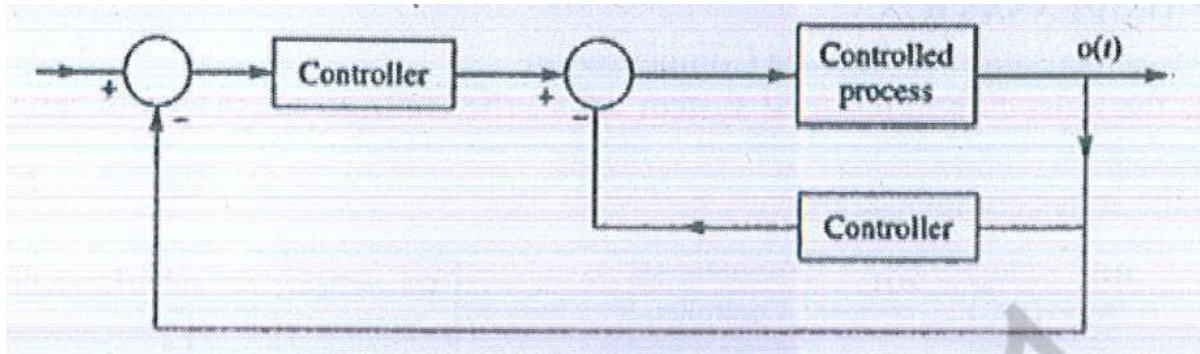 Controller
Controlled
process
o(t)
+
−
+
−
Controller